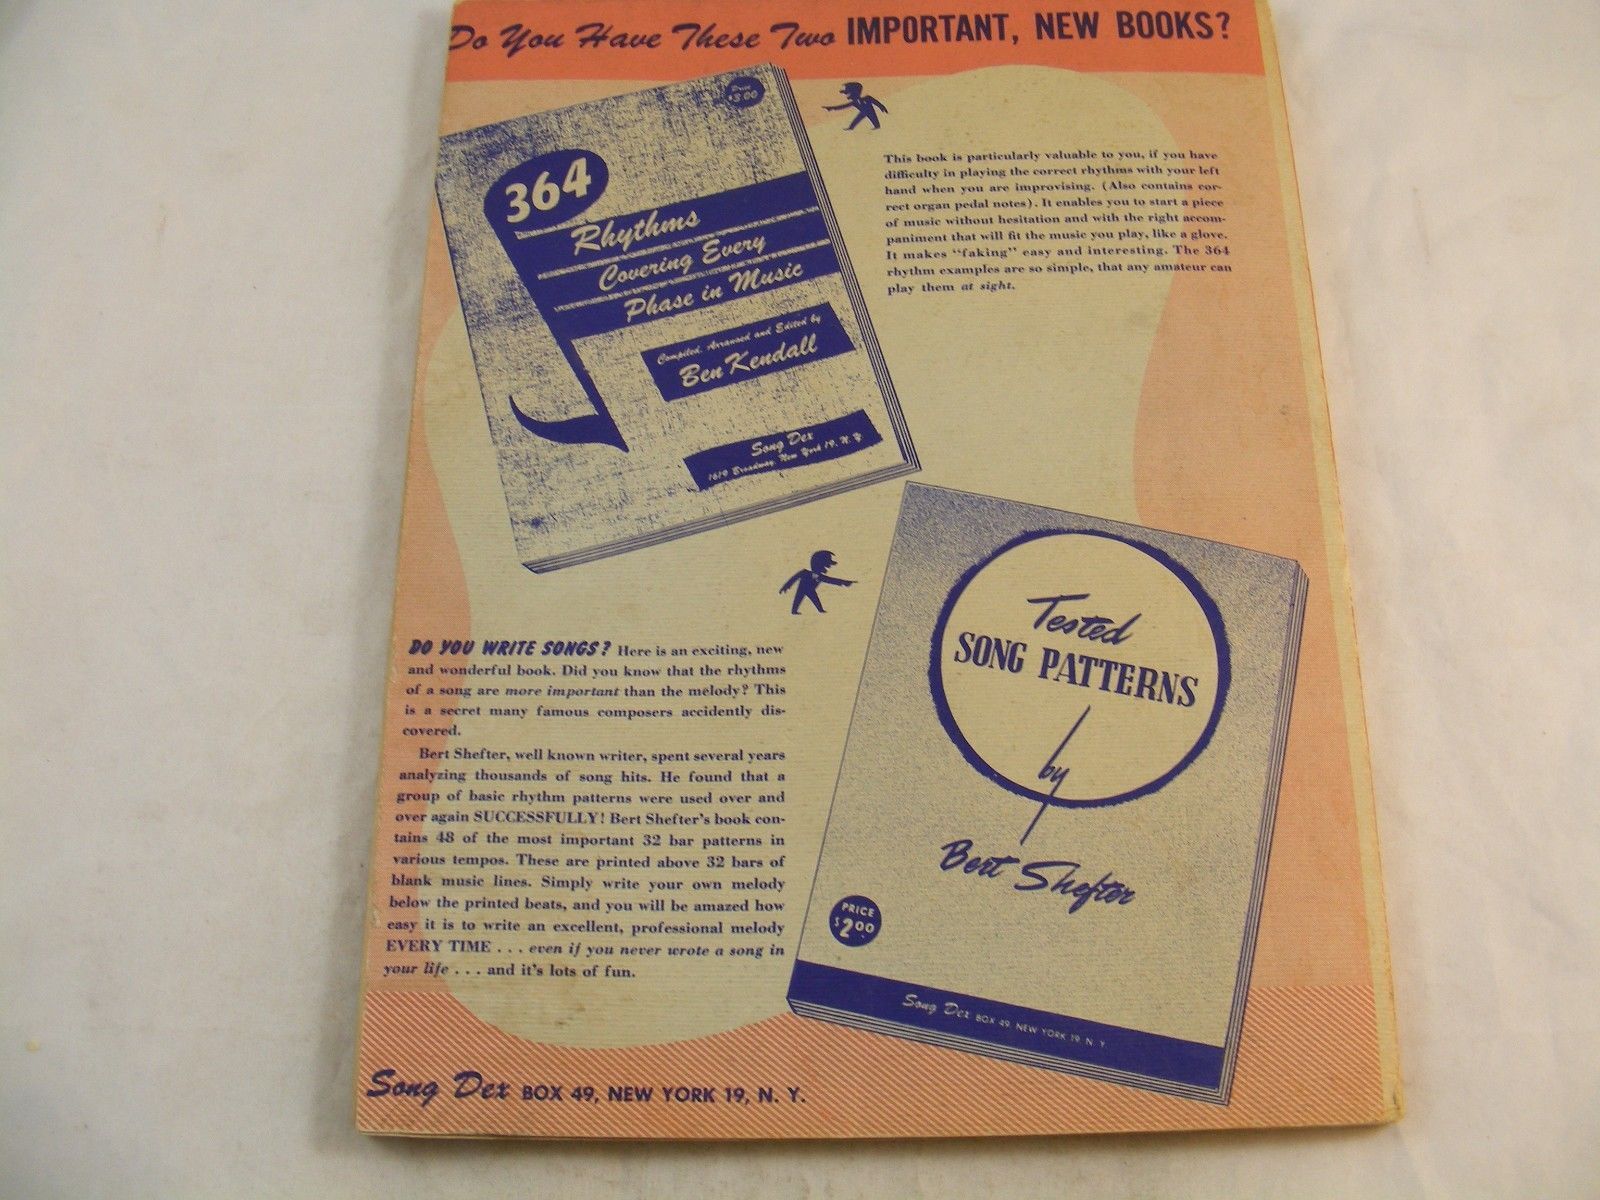 Do You Have These Two IMPORTANT, NEW BOOKS?
Price
$3.00
364
Rhythms
Covering Every
Phase in Music
Compiled, Arranged and Edited by
Ben Kendall
Song Dex
1619 Broadway, New York 19, N. Y.
This book is particularly valuable to you, if you have
difficulty in playing the correct rhythms with your left
hand when you are improvising. (Also contains cor-
rect organ pedal notes). It enables you to start a piece
of music without hesitation and with the right accom-
paniment that will fit the music you play, like a glove.
It makes "faking" easy and interesting. The 364
rhythm examples are so simple, that any amateur can
play them at sight.
DO YOU WRITE SONGS? Here is an exciting, new
and wonderful book. Did you know that the rhythms
of a song are more important than the melody? This
is a secret many famous composers accidently dis-
covered.
Bert Shefter, well known writer, spent several years
analyzing thousands of song hits. He found that a
group of basic rhythm patterns were used over and
over again SUCCESSFULLY! Bert Shefter's book con-
tains 48 of the most important 32 bar patterns in
various tempos. These are printed above 32 bars of
blank music lines. Simply write your own melody
below the printed beats, and you will be amazed how
easy it is to write an excellent, professional melody
EVERY TIME . . . even if you never wrote a song in
your life . . . and it's lots of fun.
Tested
SONG PATTERNS
by
Bert Shefter
PRICE
$2.00
Song Dex BOX 49, NEW YORK 19, N. Y.
Song Dex BOX 49, NEW YORK 19, N. Y.